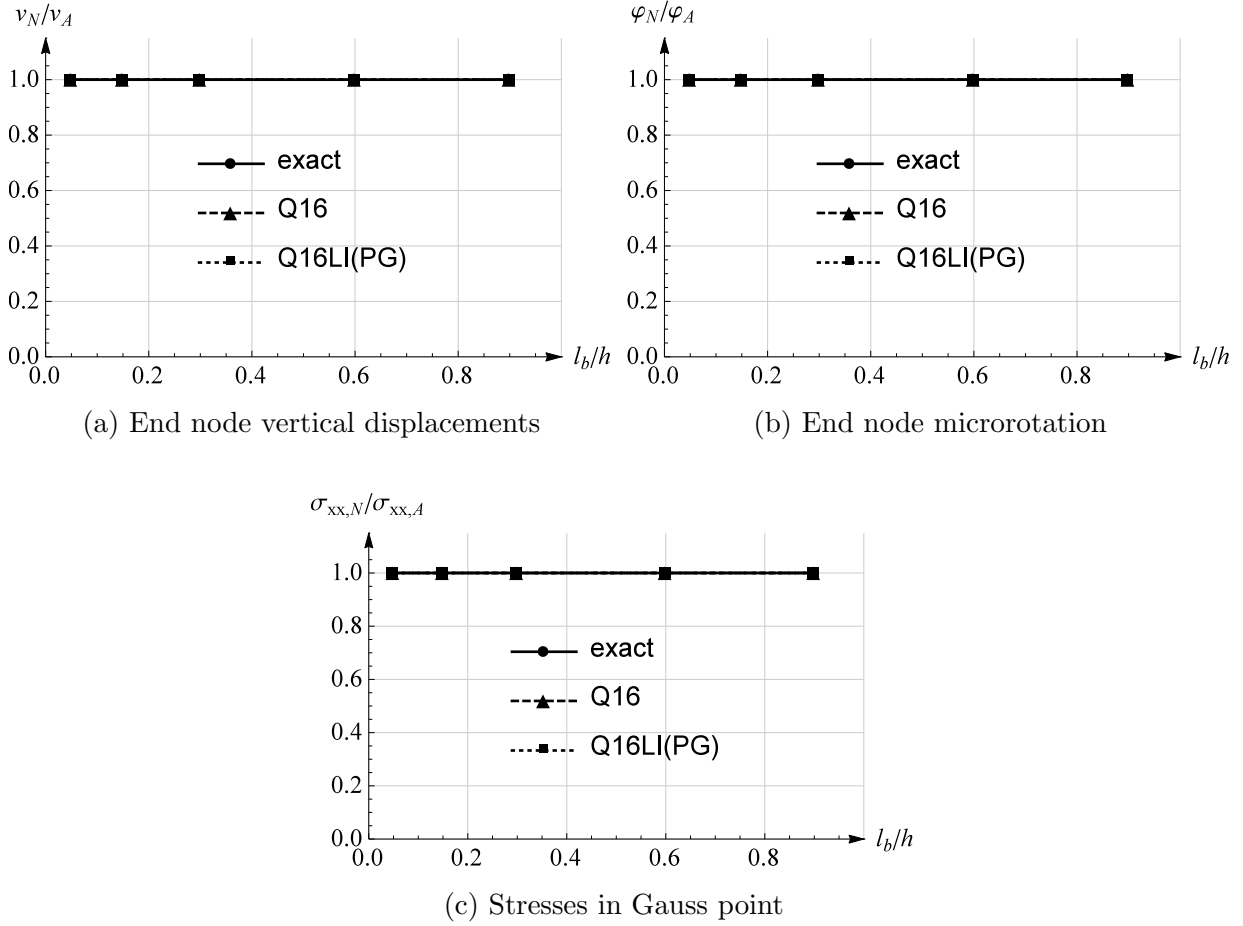 v_N/v_A
1.0
0.8
0.6
0.4
0.2
0.0
exact
Q16
Q16LI(PG)
0.0 0.2 0.4 0.6 0.8
l_b/h
(a) End node vertical displacements
φ_N/φ_A
1.0
0.8
0.6
0.4
0.2
0.0
exact
Q16
Q16LI(PG)
0.0 0.2 0.4 0.6 0.8
l_b/h
(b) End node microrotation
σ_xx,N/σ_xx,A
1.0
0.8
0.6
0.4
0.2
0.0
exact
Q16
Q16LI(PG)
0.0 0.2 0.4 0.6 0.8
l_b/h
(c) Stresses in Gauss point